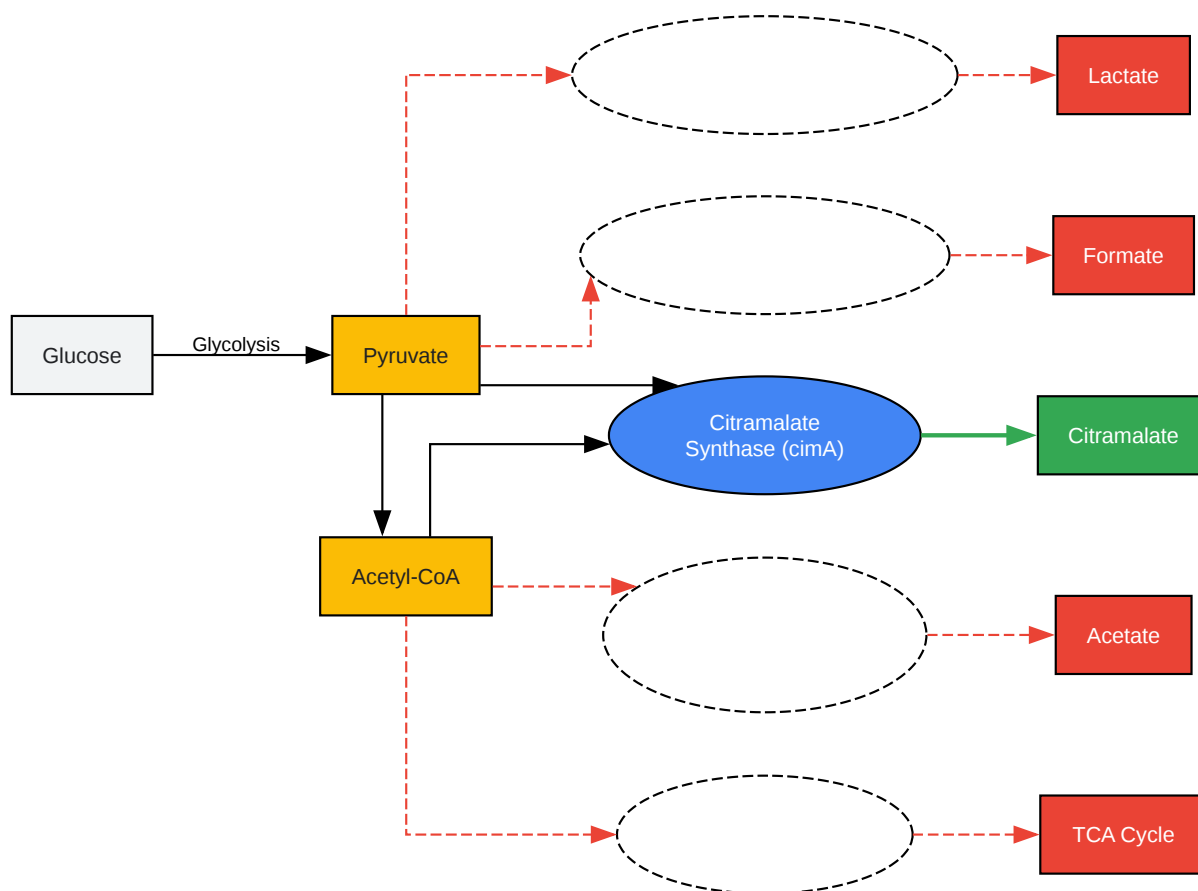 Lactate
Formate
Glucose
Glycolysis
Pyruvate
Citramalate
Synthase (cimA)
Citramalate
Acetyl-CoA
Acetate
TCA Cycle